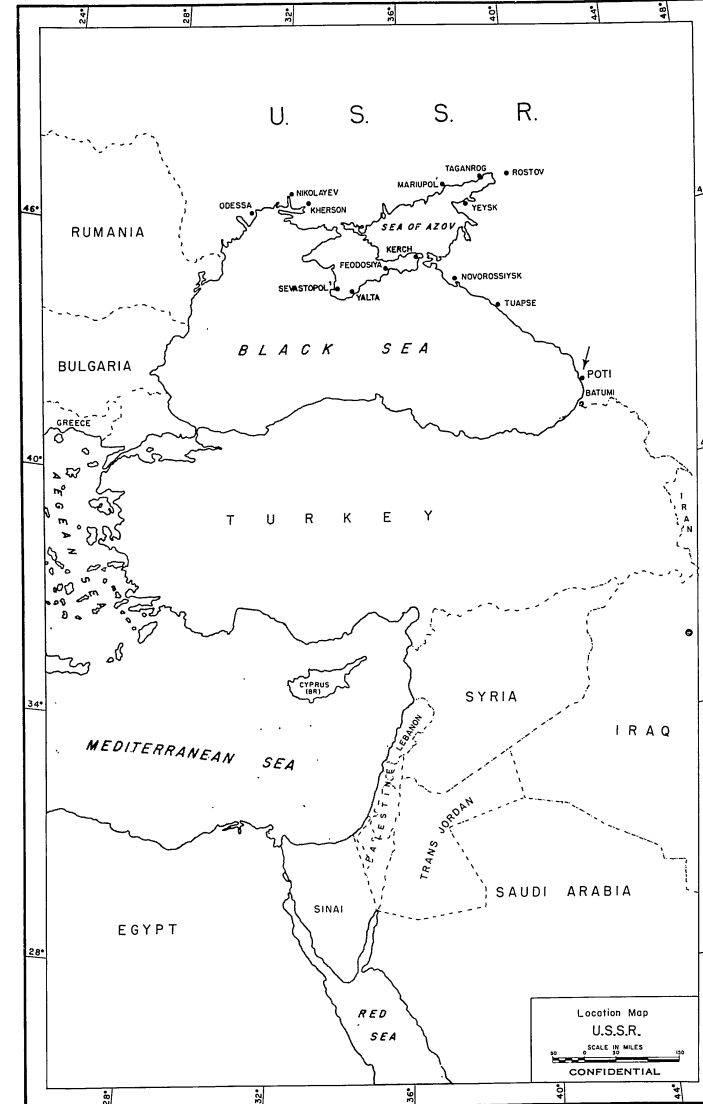 24° 28° 32° 36° 40° 44° 48°
U. S. S. R.
TAGANROG
ROSTOV
MARIUPOL'
NIKOLAYEV
YEYSK
ODESSA
KHERSON
46°
SEA OF AZOV
RUMANIA
KERCH
FEODOSIYA
NOVOROSSIYSK
SEVASTOPOL'
YALTA
TUAPSE
BLACK SEA
BULGARIA
POTI
BATUMI
GREECE
40°
AEGEAN SEA
IRAN
TURKEY
CYPRUS
(BR)
SYRIA
34°
LEBANON
IRAQ
MEDITERRANEAN SEA
PALESTINE
TRANS JORDAN
SAUDI ARABIA
SINAI
EGYPT
28°
RED
SEA
Location Map
U.S.S.R.
SCALE IN MILES
50 0 50 150
CONFIDENTIAL
28° 32° 36° 40° 44°